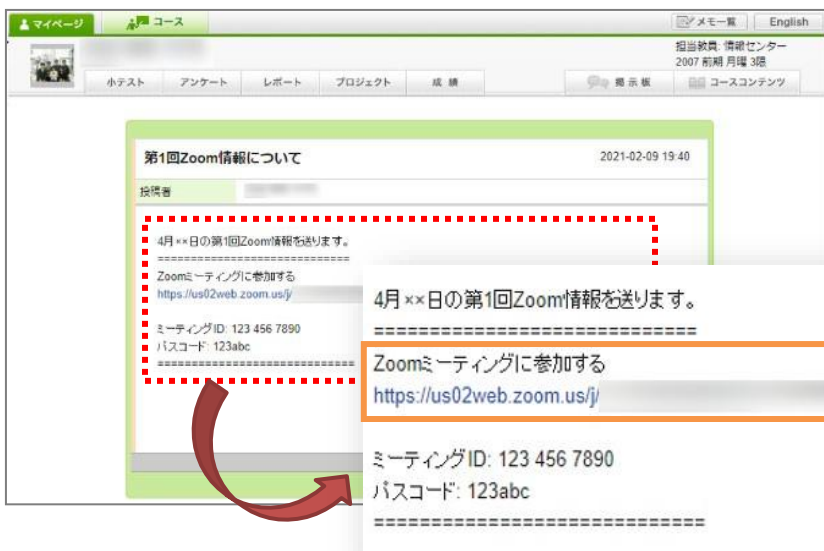 マイページ
コース
メモ一覧
English
担当教員: 情報センター
2007 前期 月曜 3限
小テスト
アンケート
レポート
プロジェクト
成績
掲示板
コースコンテンツ
第1回Zoom情報について
2021-02-09 19:40
投稿者
4月××日の第1回Zoom情報を送ります。
=============================
Zoomミーティングに参加する
https://us02web.zoom.us/j/
ミーティングID: 123 456 7890
パスコード: 123abc
==============================
4月××日の第1回Zoom情報を送ります。
=============================
Zoomミーティングに参加する
https://us02web.zoom.us/j/
ミーティングID: 123 456 7890
パスコード: 123abc
==============================